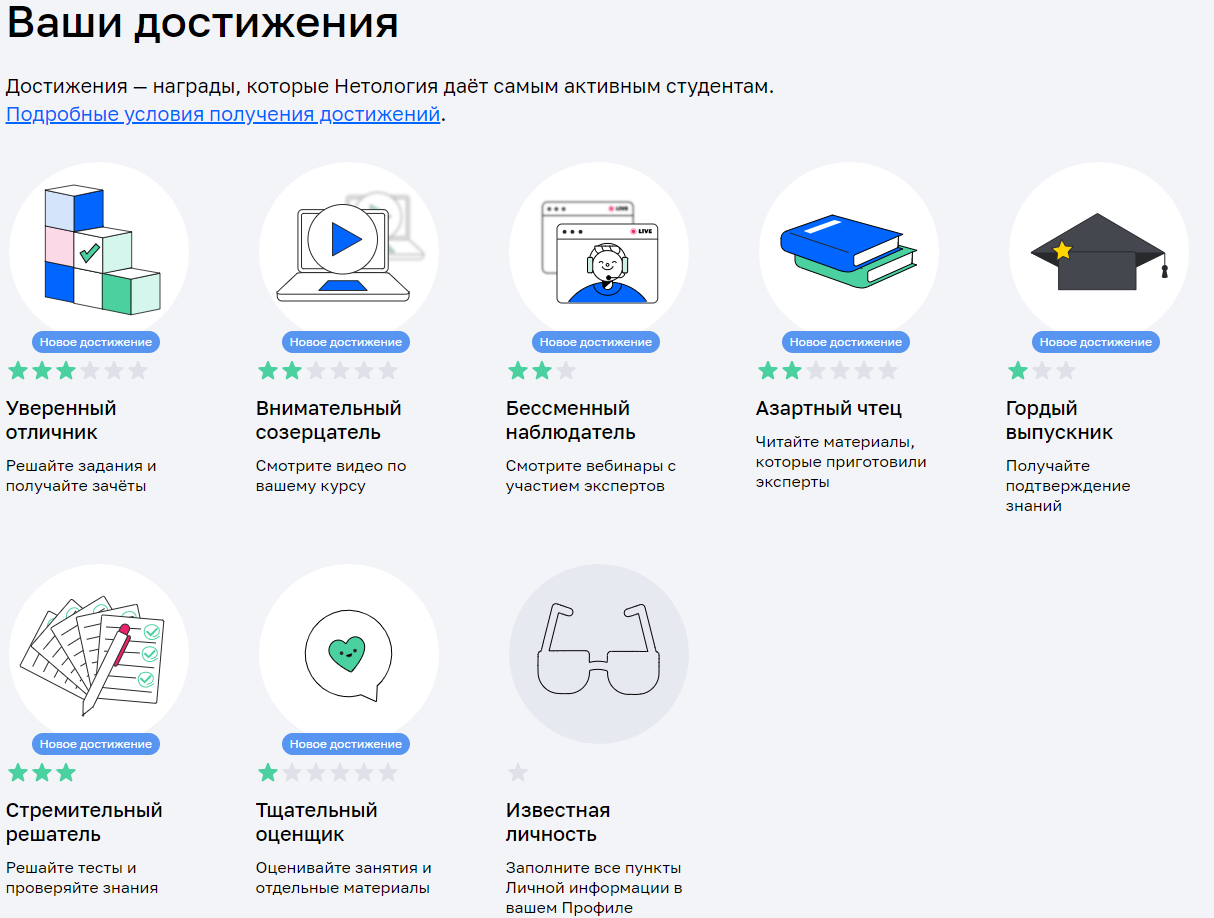 Ваши достижения
Достижения — награды, которые Нетология даёт самым активным студентам.
Подробные условия получения достижений.
LIVE
LIVE
Новое достижение
Новое достижение
Новое достижение
Новое достижение
Новое достижение
Уверенный
отличник
Решайте задания и
получайте зачёты
Внимательный
созерцатель
Смотрите видео по
вашему курсу
Бессменный
наблюдатель
Смотрите вебинары с
участием экспертов
Азартный чтец
Читайте материалы,
которые приготовили
эксперты
Гордый
выпускник
Получайте
подтверждение
знаний
Новое достижение
Новое достижение
Стремительный
решатель
Решайте тесты и
проверяйте знания
Тщательный
оценщик
Оценивайте занятия и
отдельные материалы
Известная
личность
Заполните все пункты
Личной информации в
вашем Профиле